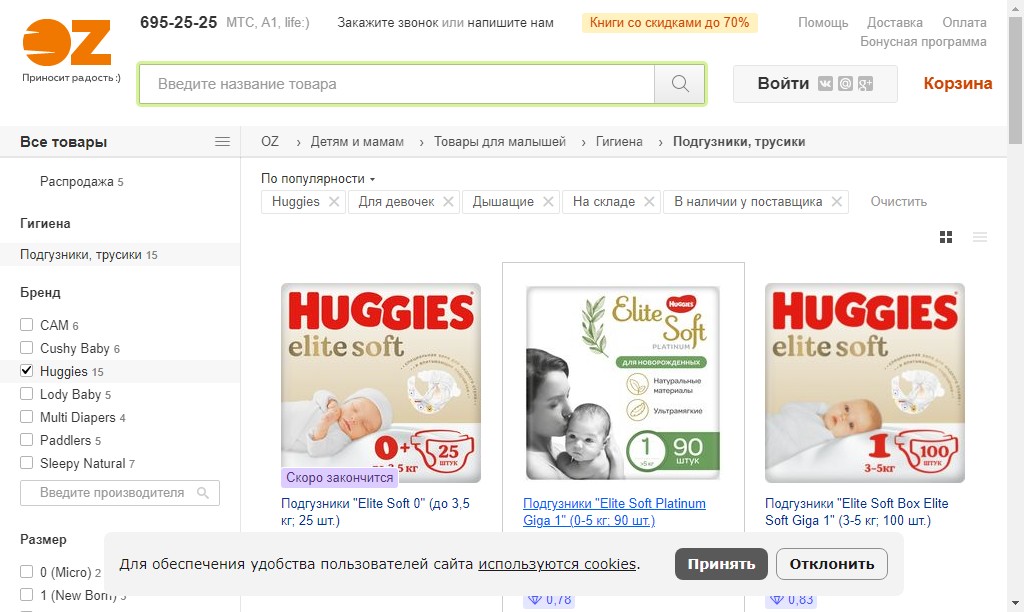 OZ
Приносит радость :)
695-25-25 МТС, A1, life:)
Закажите звонок или напишите нам
Книги со скидками до 70%
Помощь Доставка Оплата
Бонусная программа
Введите название товара
Войти
Корзина
Все товары
OZ › Детям и мамам › Товары для малышей › Гигиена › Подгузники, трусики
Распродажа 5
Гигиена
Подгузники, трусики 15
Бренд
CAM 6
Cushy Baby 6
Huggies 15
Lody Baby 5
Multi Diapers 4
Paddlers 5
Sleepy Natural 7
Введите производителя
Размер
0 (Micro) 2
1 (New Born)
По популярности
Huggies Для девочек Дышащие На складе В наличии у поставщика Очистить
HUGGIES
elite soft
0+
25
штук
Скоро закончится
Подгузники "Elite Soft 0" (до 3,5
кг; 25 шт.)
HUGGIES
Elite
Soft
PLATINUM
ДЛЯ НОВОРОЖДЕННЫХ
Натуральные
материалы
Ультрамягкие
1
90
штук
Подгузники "Elite Soft Platinum
Giga 1" (0-5 кг; 90 шт.)
0,78
HUGGIES
elite soft
1
3-5кг
100
штук
Подгузники "Elite Soft Box Elite
Soft Giga 1" (3-5 кг; 100 шт.)
0,83
Для обеспечения удобства пользователей сайта используются cookies.
Принять
Отклонить